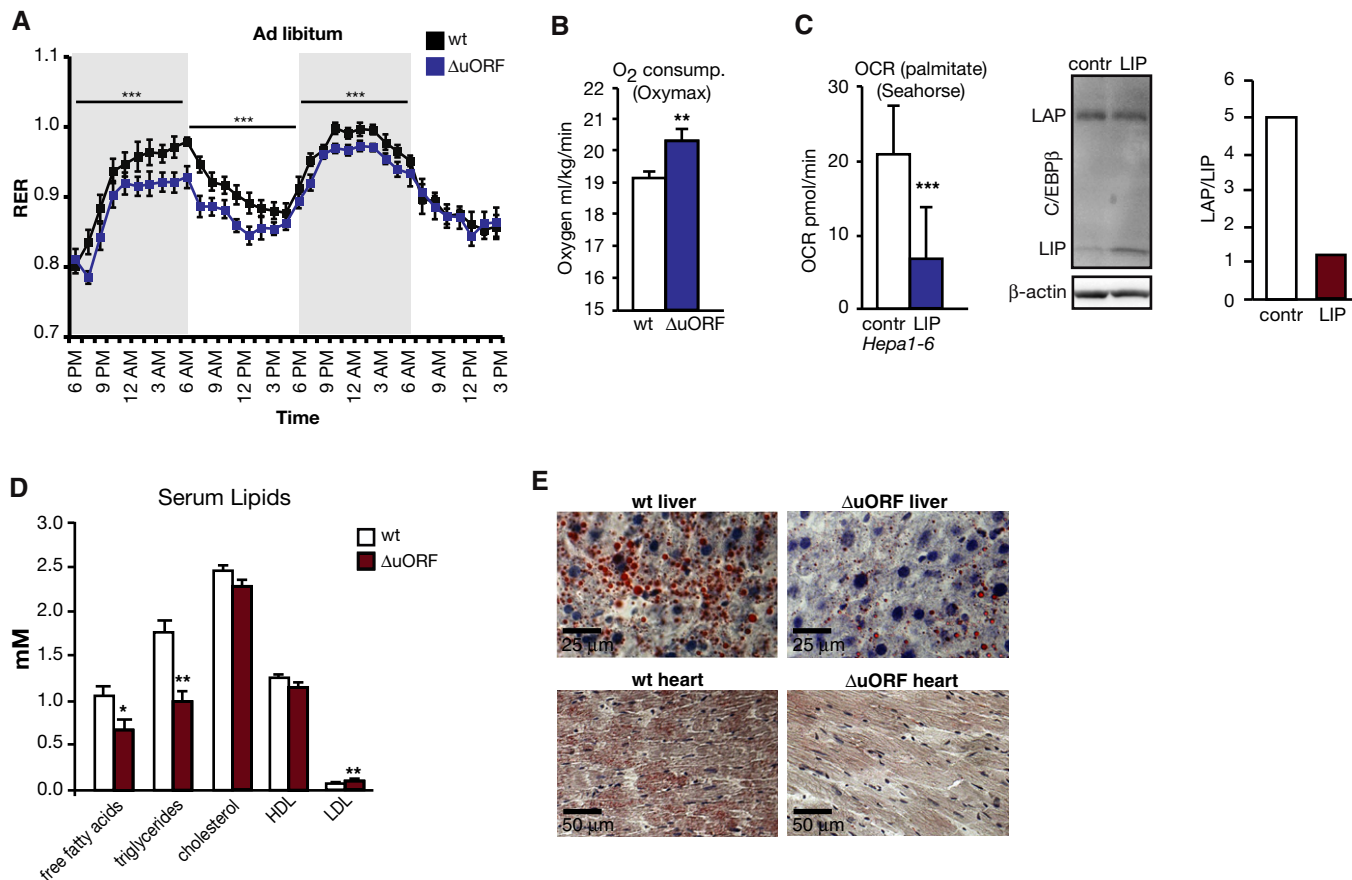 A
Ad libitum
wt
ΔuORF
***
***
***
1.1
1.0
0.9
0.8
0.7
RER
6 PM
9 PM
12 AM
3 AM
6 AM
9 AM
12 PM
3 PM
6 PM
9 PM
12 AM
3 AM
6 AM
9 AM
12 PM
3 PM
Time
B
O2 consump.
(Oxymax)
22
21
20
19
18
17
16
15
**
Oxygen ml/kg/min
wt ΔuORF
C
OCR (palmitate)
(Seahorse)
30
20
10
0
***
OCR pmol/min
contr LIP
Hepa1-6
contr LIP
LAP
C/EBPβ
LIP
β-actin
6
5
4
3
2
1
0
LAP/LIP
contr LIP
D
Serum Lipids
wt
ΔuORF
3.0
2.5
2.0
1.5
1.0
0.5
0.0
mM
*
**
**
free fatty acids
triglycerides
cholesterol
HDL
LDL
E
wt liver
ΔuORF liver
25 μm
25 μm
wt heart
ΔuORF heart
50 μm
50 μm